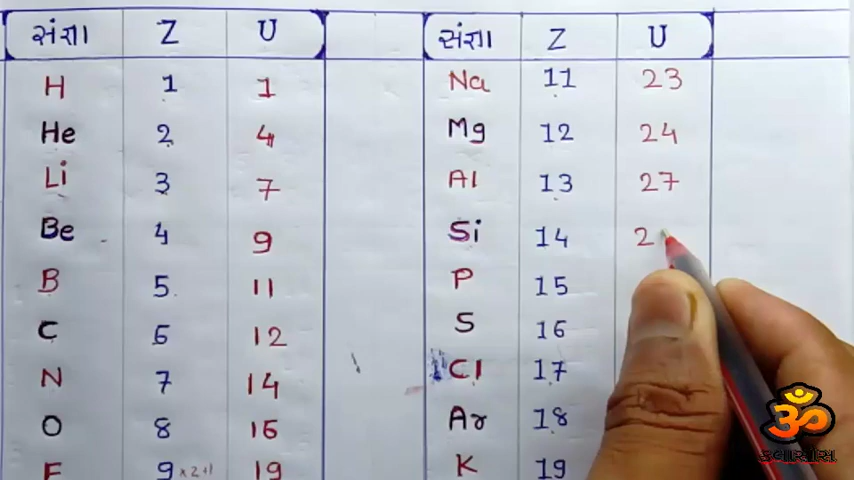 સંજ્ઞા Z U સંજ્ઞા Z U
H 1 1 Na 11 23
He 2 4 Mg 12 24
Li 3 7 Al 13 27
Be 4 9 Si 14 2
B 5 11 P 15
C 6 12 S 16
N 7 14 Cl 17
O 8 16 Ar 18
F 9 ×2+1 19 K 19
ૐ